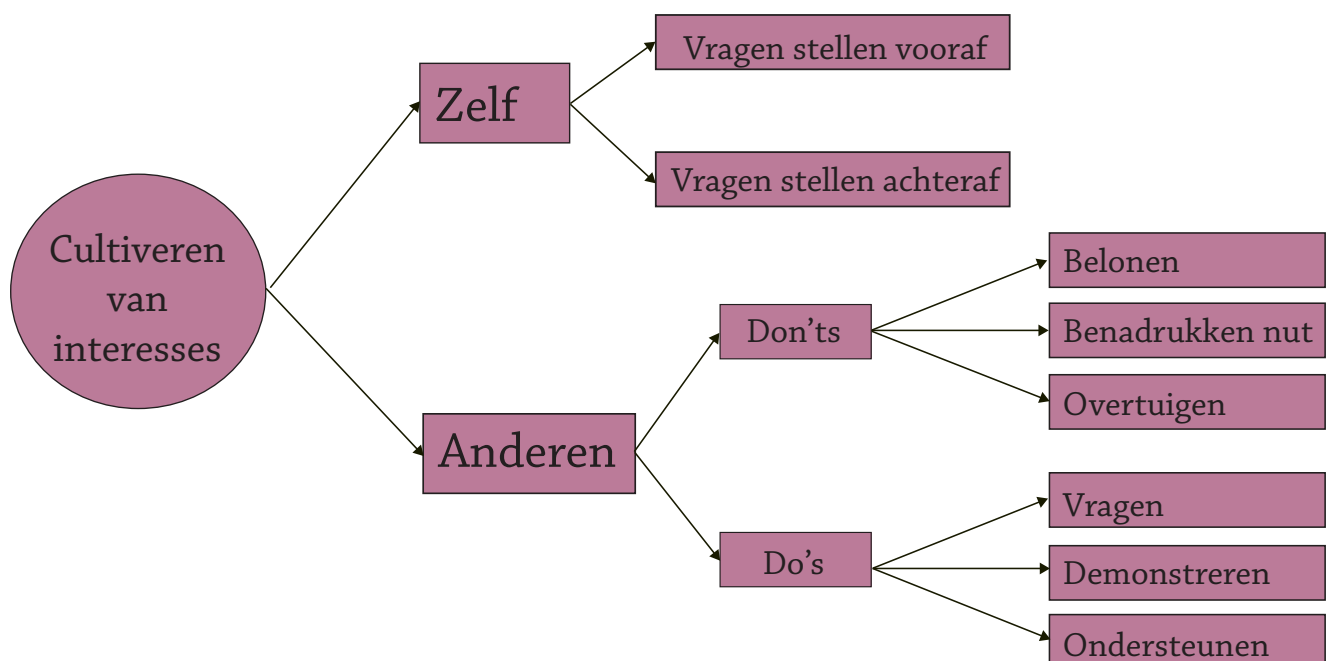 Cultiveren
van
interesses
Zelf
Vragen stellen vooraf
Vragen stellen achteraf
Anderen
Don'ts
Belonen
Benadrukken nut
Overtuigen
Do's
Vragen
Demonstreren
Ondersteunen